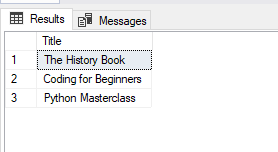 Results Messages
Title
1 The History Book
2 Coding for Beginners
3 Python Masterclass